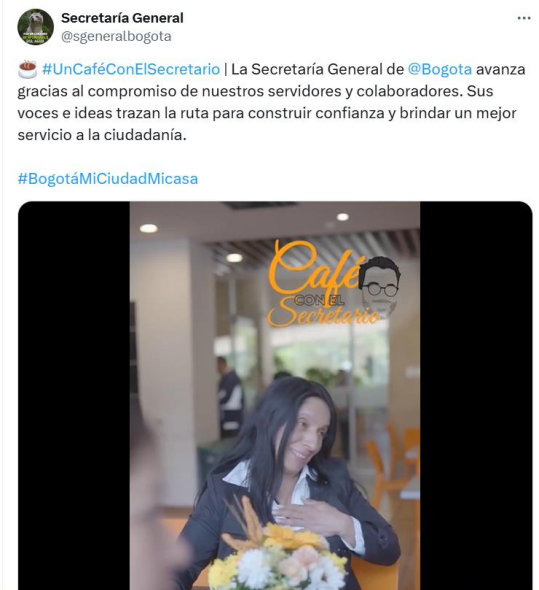 Secretaría General
@sgeneralbogota
#UnCaféConElSecretario | La Secretaría General de @Bogota avanza
gracias al compromiso de nuestros servidores y colaboradores. Sus
voces e ideas trazan la ruta para construir confianza y brindar un mejor
servicio a la ciudadanía.
#BogotáMiCiudadMicasa
Café
CON EL
Secretario